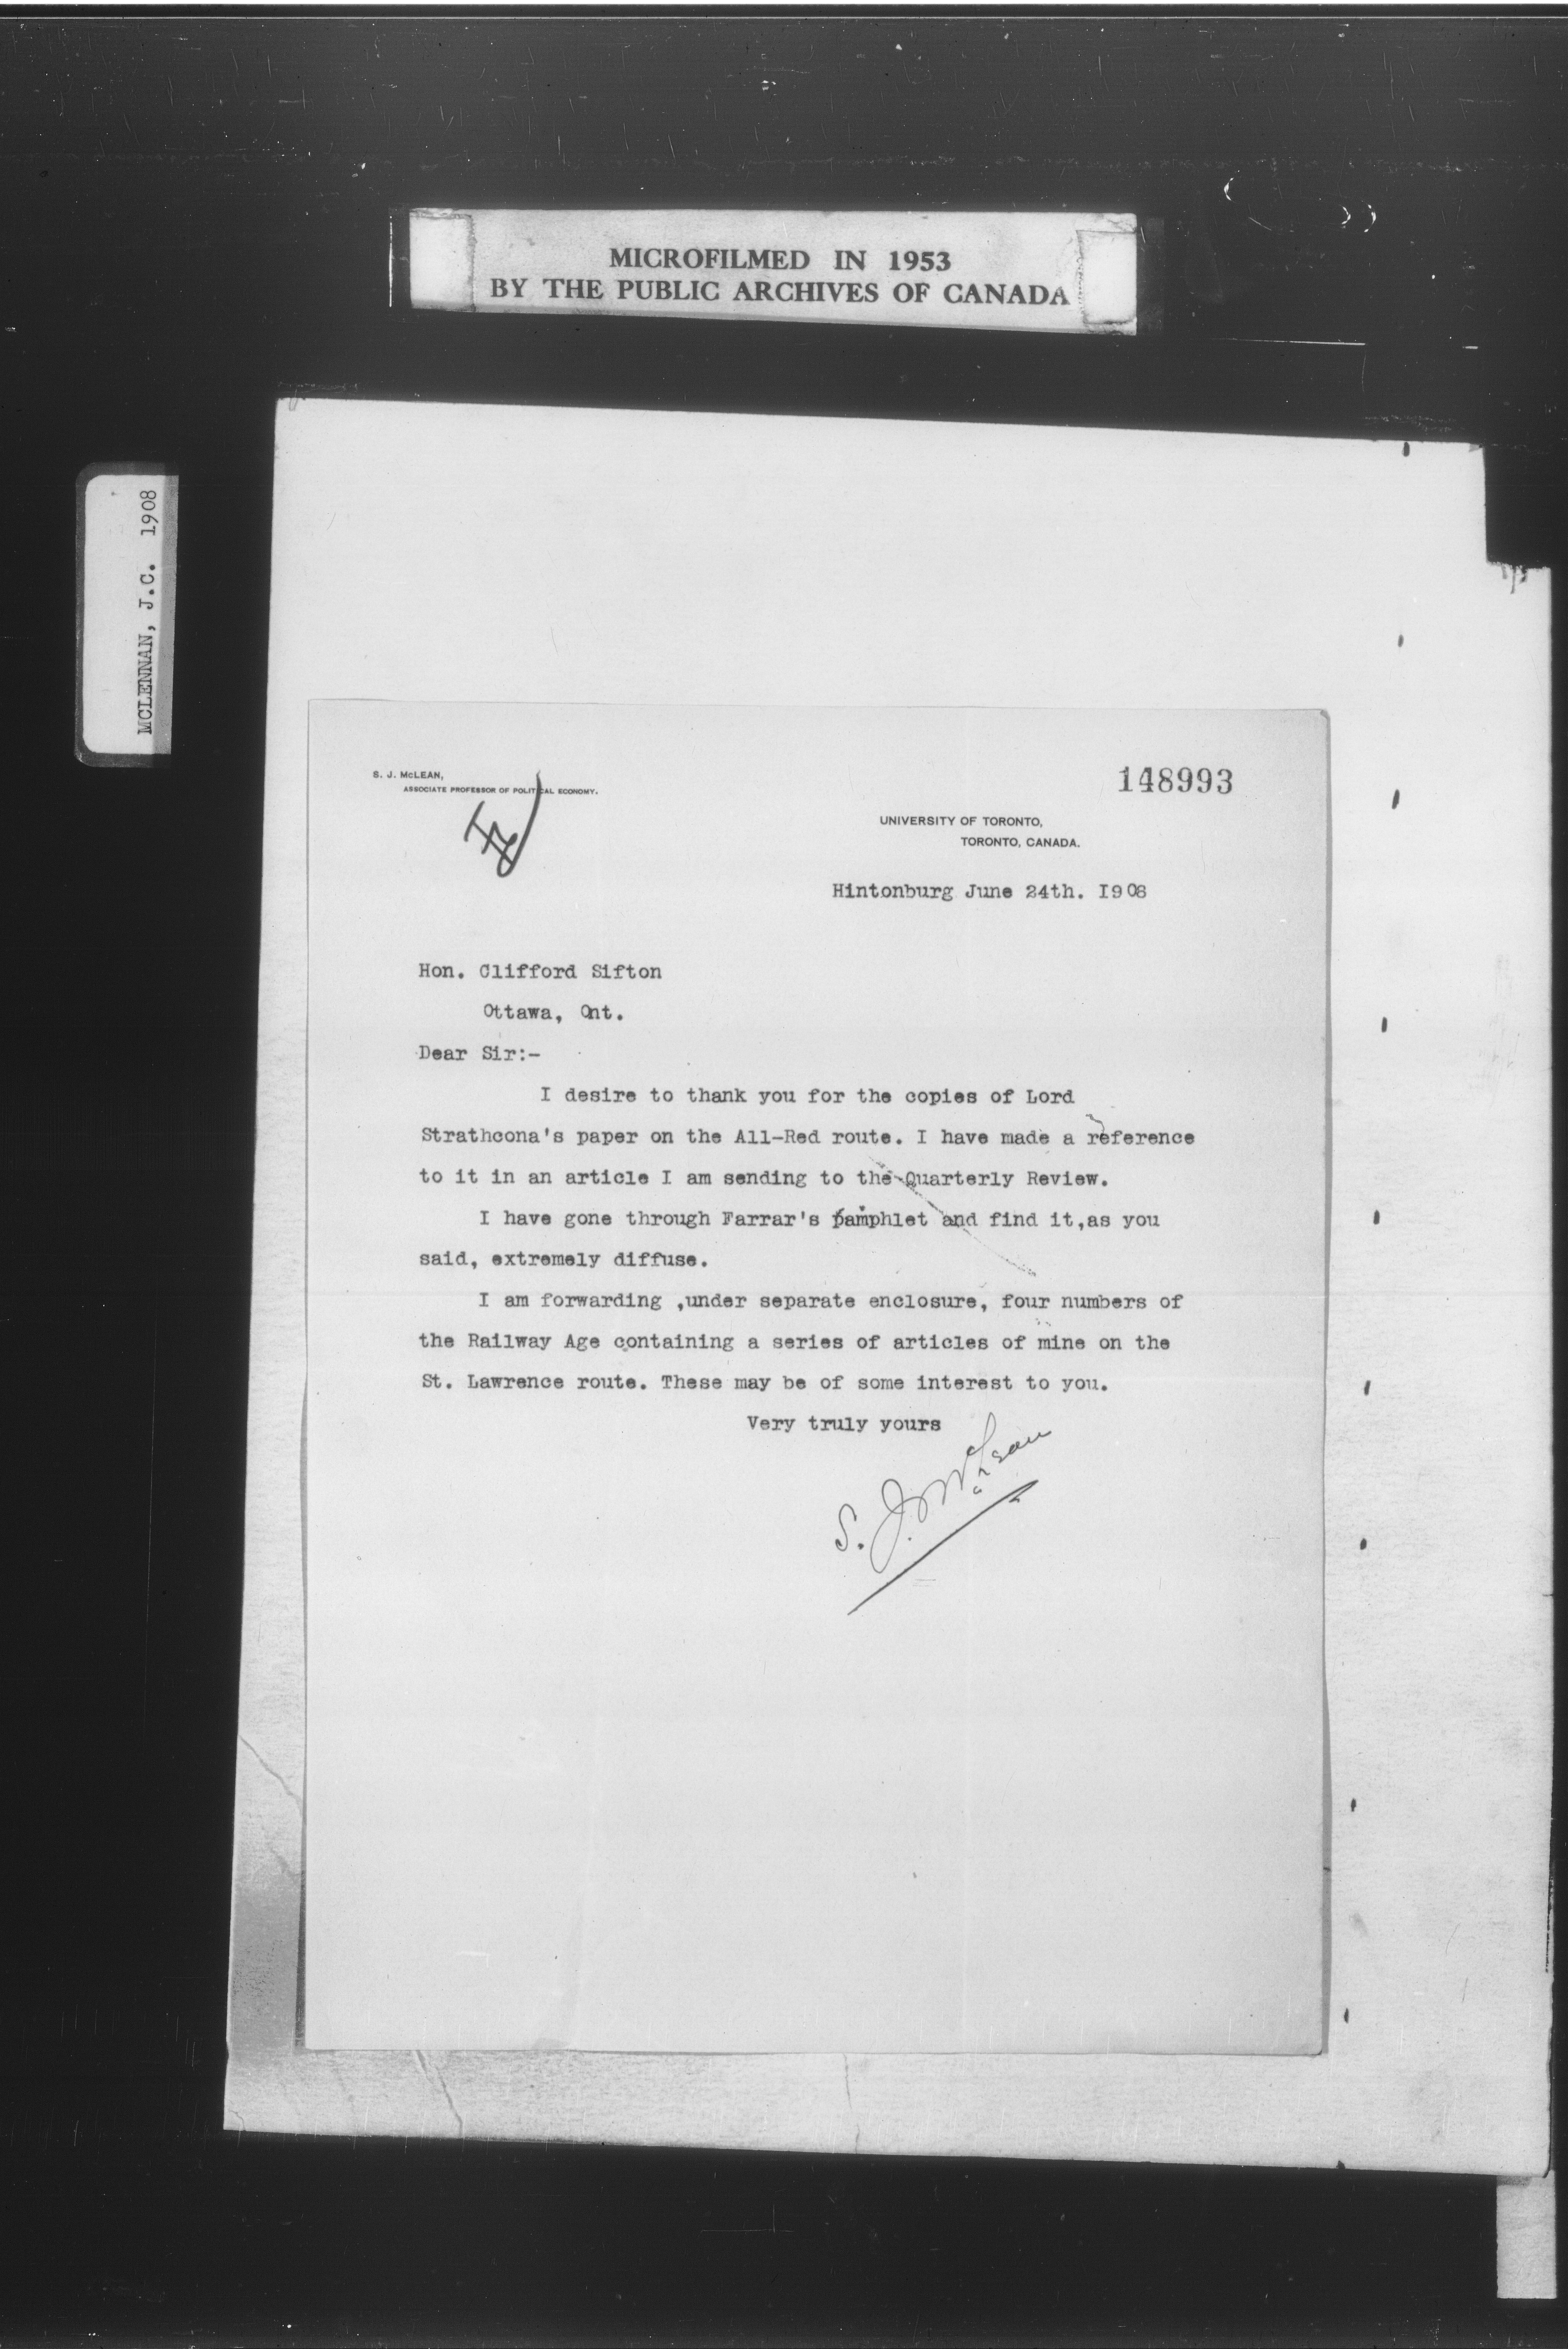 MICROFILMED IN 1953
BY THE PUBLIC ARCHIVES OF CANADA
MCLENNAN, J.C. 1908
S. J. McLEAN,
ASSOCIATE PROFESSOR OF POLITICAL ECONOMY.
148993
UNIVERSITY OF TORONTO,
TORONTO, CANADA.
Hintonburg June 24th. I908
Hon. Clifford Sifton
Ottawa, Ont.
Dear Sir:-
I desire to thank you for the copies of Lord
Strathcona's paper on the All-Red route. I have made a reference
to it in an article I am sending to the Quarterly Review.
I have gone through Farrar's pamphlet and find it,as you
said, extremely diffuse.
I am forwarding ,under separate enclosure, four numbers of
the Railway Age containing a series of articles of mine on the
St. Lawrence route. These may be of some interest to you.
Very truly yours
S. J. McLean